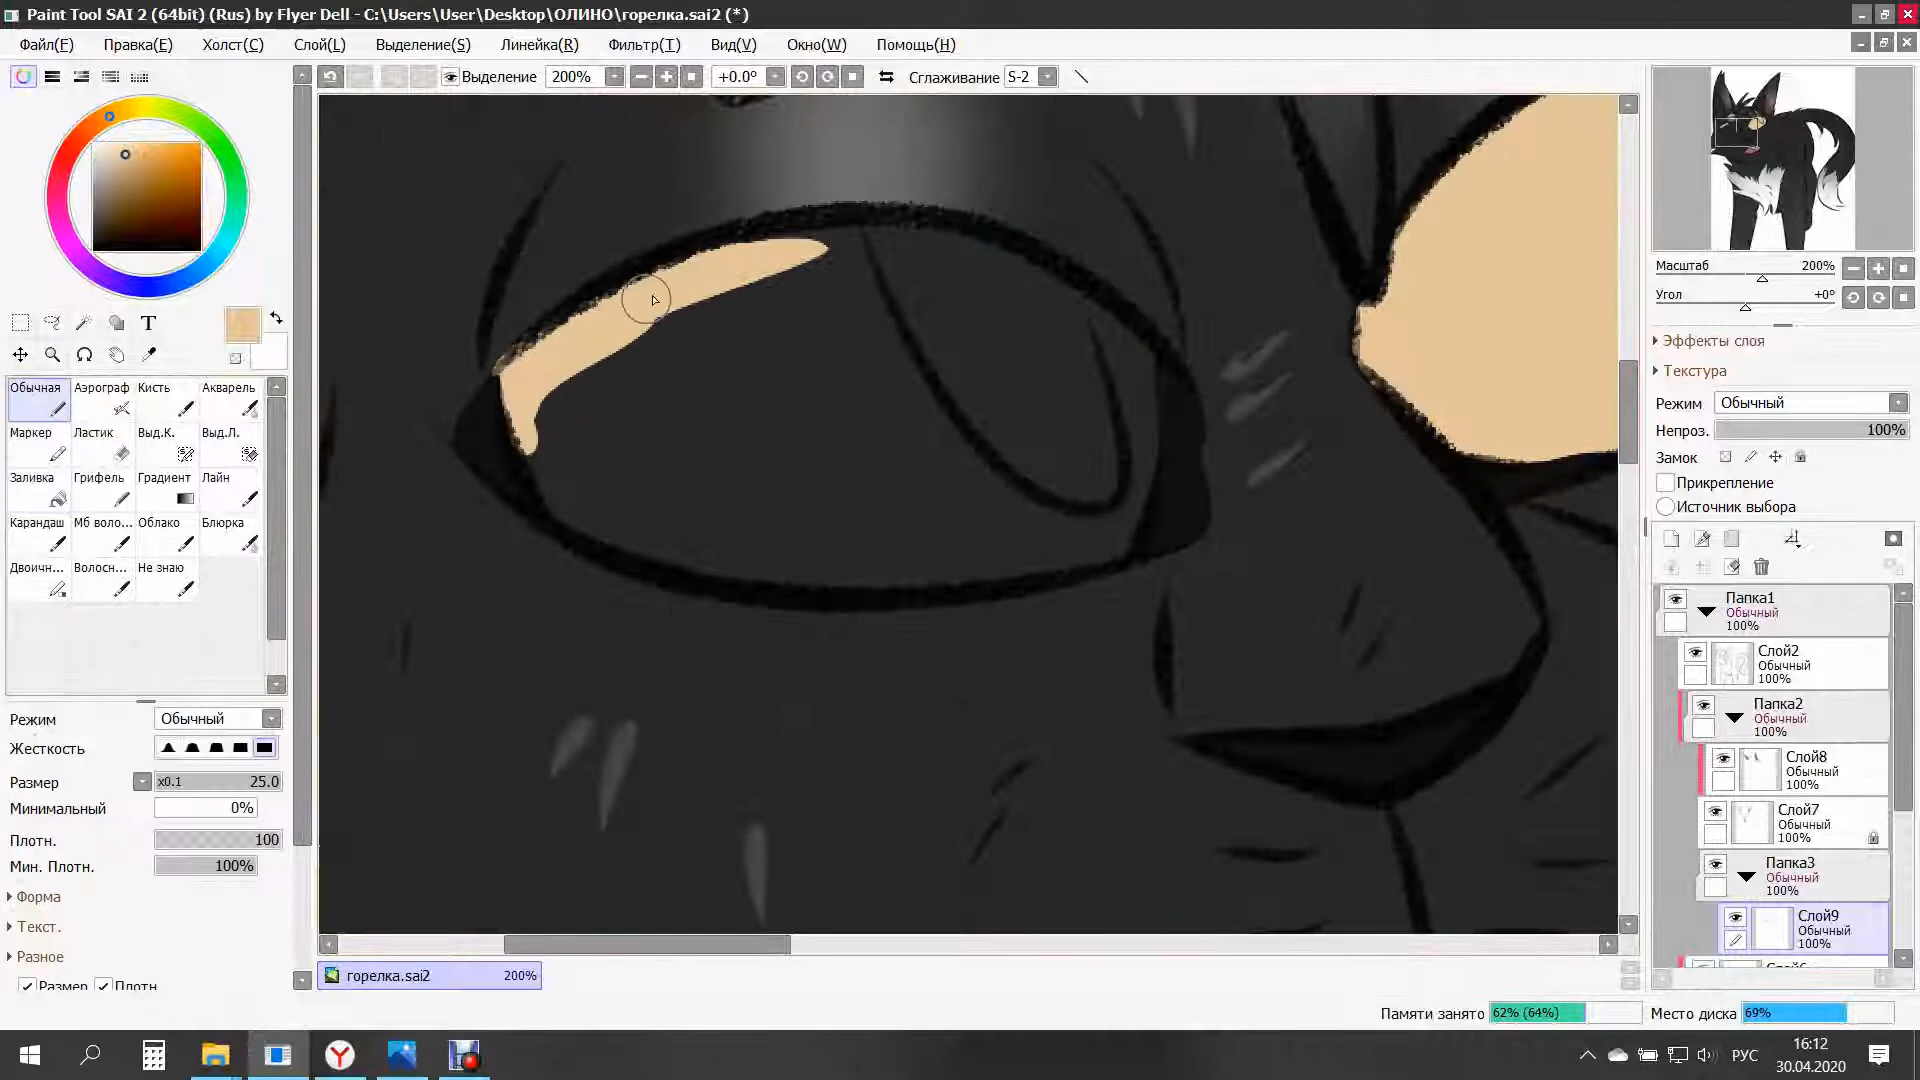 Paint Tool SAI 2 (64bit) (Rus) by Flyer Dell - C:\Users\User\Desktop\ОЛИНО\горелка.sai2 (*)
Файл(F) Правка(E) Холст(C) Слой(L) Выделение(S) Линейка(R) Фильтр(T) Вид(V) Окно(W) Помощь(H)
Выделение 200% +0.0° Сглаживание S-2
Масштаб 200%
Угол +0°
T
Эффекты слоя
Текстура
Режим Обычный
Непроз. 100%
Замок
Прикрепление
Источник выбора
Обычная Аэрограф Кисть Акварель
Маркер Ластик Выд.К. Выд.Л.
Заливка Грифель Градиент Лайн
Карандаш Мб воло... Облако Блюрка
Двоичн... Волосн... Не знаю
Режим Обычный
Жесткость
Размер x0.1 25.0
Минимальный 0%
Плотн. 100
Мин. Плотн. 100%
Форма
Текст.
Разное
Размер Плотн
Папка1
Обычный
100%
Слой2
Обычный
100%
Папка2
Обычный
100%
Слой8
Обычный
100%
Слой7
Обычный
100%
Папка3
Обычный
100%
Слой9
Обычный
100%
горелка.sai2 200%
Памяти занято 62% (64%) Место диска 69%
РУС
16:12
30.04.2020